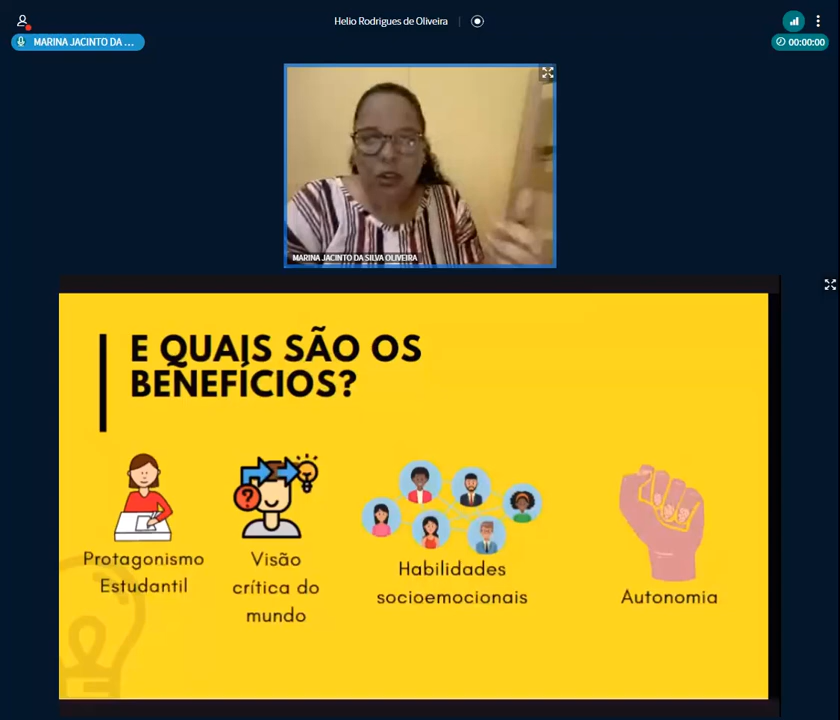 Helio Rodrigues de Oliveira
MARINA JACINTO DA ...
00:00:00
MARINA JACINTO DA SILVA OLIVEIRA
E QUAIS SÃO OS
BENEFÍCIOS?
Protagonismo
Estudantil
Visão
crítica do
mundo
Habilidades
socioemocionais
Autonomia